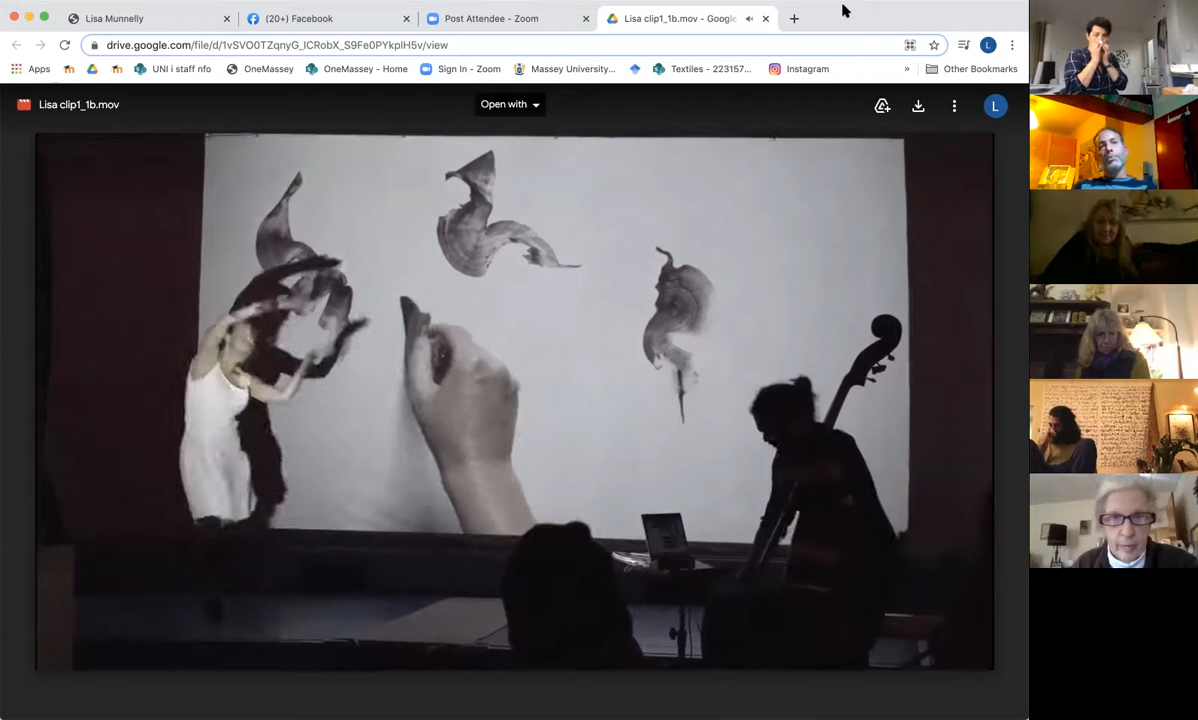 Lisa Munnelly
(20+) Facebook
Post Attendee - Zoom
Lisa clip1_1b.mov - Google
drive.google.com/file/d/1vSVO0TZqnyG_ICRobX_S9Fe0PYkplH5v/view
L
Apps
UNI i staff nfo
OneMassey
OneMassey - Home
Sign In - Zoom
Massey University...
Textiles - 223157...
Instagram
»
Other Bookmarks
Lisa clip1_1b.mov
Open with
L